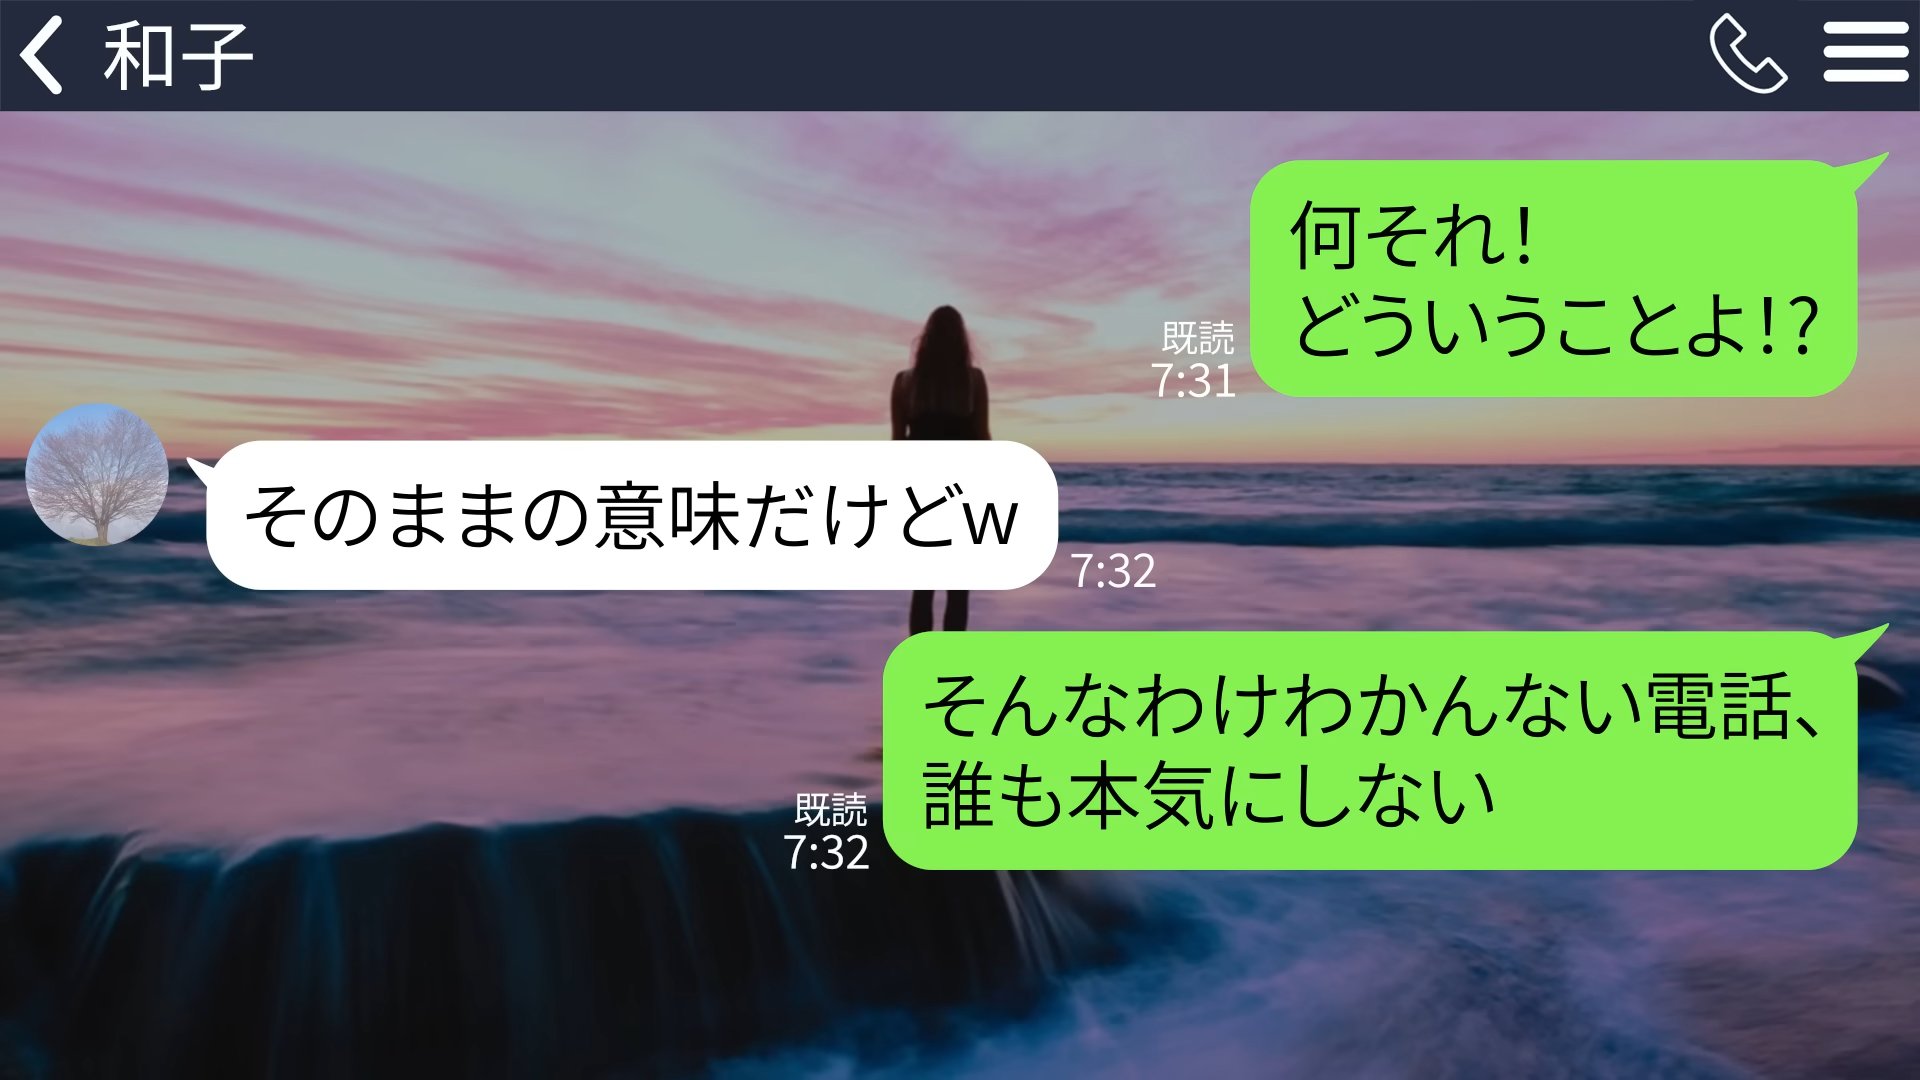 和子
何それ!
どういうことよ!?
既読
7:31
そのままの意味だけどw
7:32
そんなわけわかんない電話、
誰も本気にしない
既読
7:32